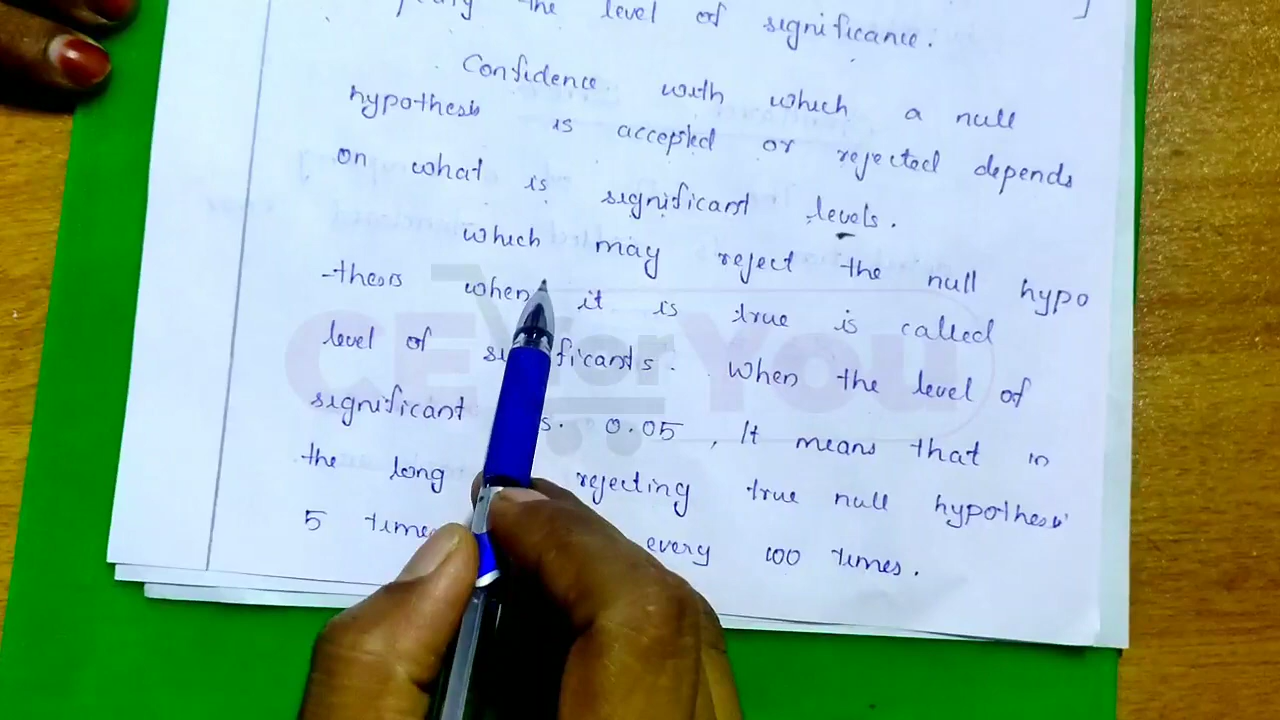 the level of significance.
Confidence with which a null
hypothesis is accepted or rejected depends
on what is significant levels.
which may reject the null hypo
-thesis when it is true is called
level of significants. When the level of
significant 0.05, It means that in
the long rejecting true null hypothesis
5 times every 100 times.
CE For You